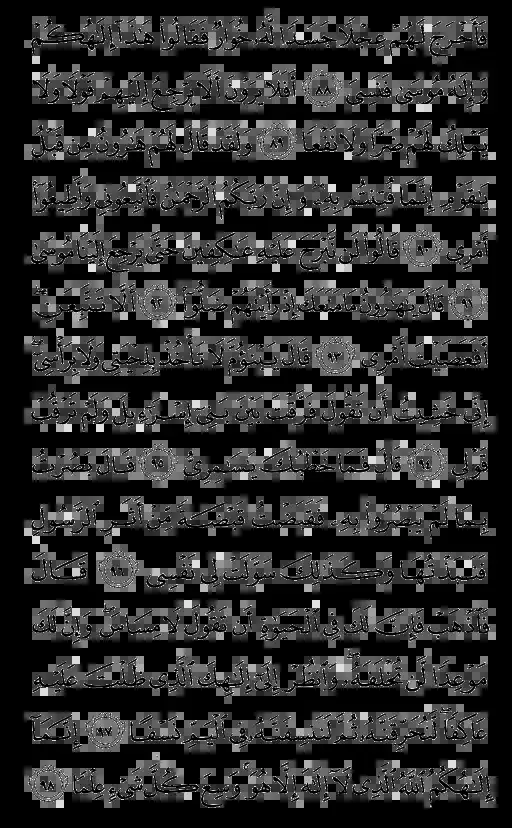 فَأَخْرَجَ لَهُمْ عِجْلًا جَسَدًا لَّهُ خُوَارٌ فَقَالُوا۟ هَٰذَآ إِلَٰهُكُمْ
وَإِلَٰهُ مُوسَىٰ فَنَسِىَ ٨٨ أَفَلَا يَرَوْنَ أَلَّا يَرْجِعُ إِلَيْهِمْ قَوْلًا وَلَا
يَمْلِكُ لَهُمْ ضَرًّا وَلَا نَفْعًا ٨٩ وَلَقَدْ قَالَ لَهُمْ هَٰرُونُ مِن قَبْلُ
يَٰقَوْمِ إِنَّمَا فُتِنتُم بِهِۦ وَإِنَّ رَبَّكُمُ ٱلرَّحْمَٰنُ فَٱتَّبِعُونِى وَأَطِيعُوٓا۟
أَمْرِى ٩٠ قَالُوا۟ لَن نَّبْرَحَ عَلَيْهِ عَٰكِفِينَ حَتَّىٰ يَرْجِعَ إِلَيْنَا مُوسَىٰ
٩١ قَالَ يَٰهَٰرُونُ مَا مَنَعَكَ إِذْ رَأَيْتَهُمْ ضَلُّوٓا۟ ٩٢ أَلَّا تَتَّبِعَنِ
أَفَعَصَيْتَ أَمْرِى ٩٣ قَالَ يَبْنَؤُمَّ لَا تَأْخُذْ بِلِحْيَتِى وَلَا بِرَأْسِىٓ
إِنِّى خَشِيتُ أَن تَقُولَ فَرَّقْتَ بَيْنَ بَنِىٓ إِسْرَٰٓءِيلَ وَلَمْ تَرْقُبْ
قَوْلِى ٩٤ قَالَ فَمَا خَطْبُكَ يَٰسَٰمِرِىُّ ٩٥ قَالَ بَصُرْتُ
بِمَا لَمْ يَبْصُرُوا۟ بِهِۦ فَقَبَضْتُ قَبْضَةً مِّنْ أَثَرِ ٱلرَّسُولِ
فَنَبَذْتُهَا وَكَذَٰلِكَ سَوَّلَتْ لِى نَفْسِى ٩٦ قَالَ
فَٱذْهَبْ فَإِنَّ لَكَ فِى ٱلْحَيَوٰةِ أَن تَقُولَ لَا مِسَاسَ وَإِنَّ لَكَ
مَوْعِدًا لَّن تُخْلَفَهُۥ وَٱنظُرْ إِلَىٰٓ إِلَٰهِكَ ٱلَّذِى ظَلْتَ عَلَيْهِ
عَاكِفًا لَّنُحَرِّقَنَّهُۥ ثُمَّ لَنَنسِفَنَّهُۥ فِى ٱلْيَمِّ نَسْفًا ٩٧ إِنَّمَآ
إِلَٰهُكُمُ ٱللَّهُ ٱلَّذِى لَآ إِلَٰهَ إِلَّا هُوَ وَسِعَ كُلَّ شَىْءٍ عِلْمًا ٩٨